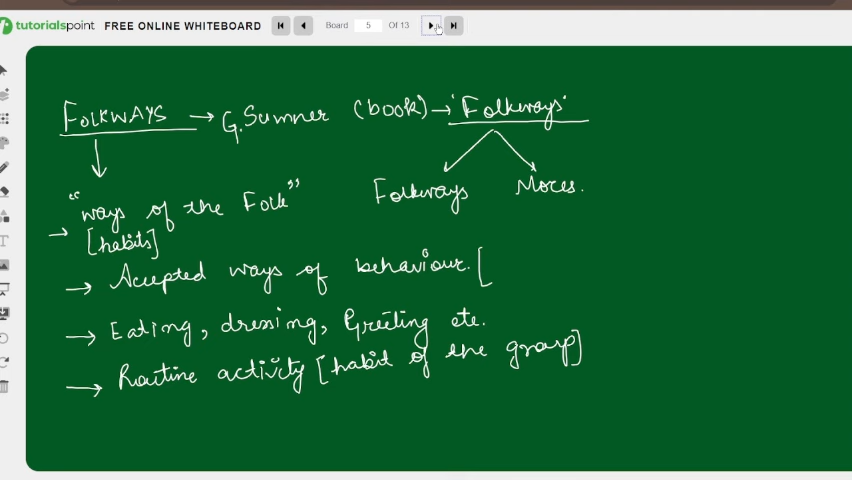 tutorialspoint FREE ONLINE WHITEBOARD Board 5 Of 13
FOLKWAYS → G. Sumner (book) → 'Folkways'
Folkways Mores.
"ways of the Folk"
→ [habits]
→ Accepted ways of behaviour. [
→ Eating, dressing, Greeting etc.
→ Routine activity [habit of the group]